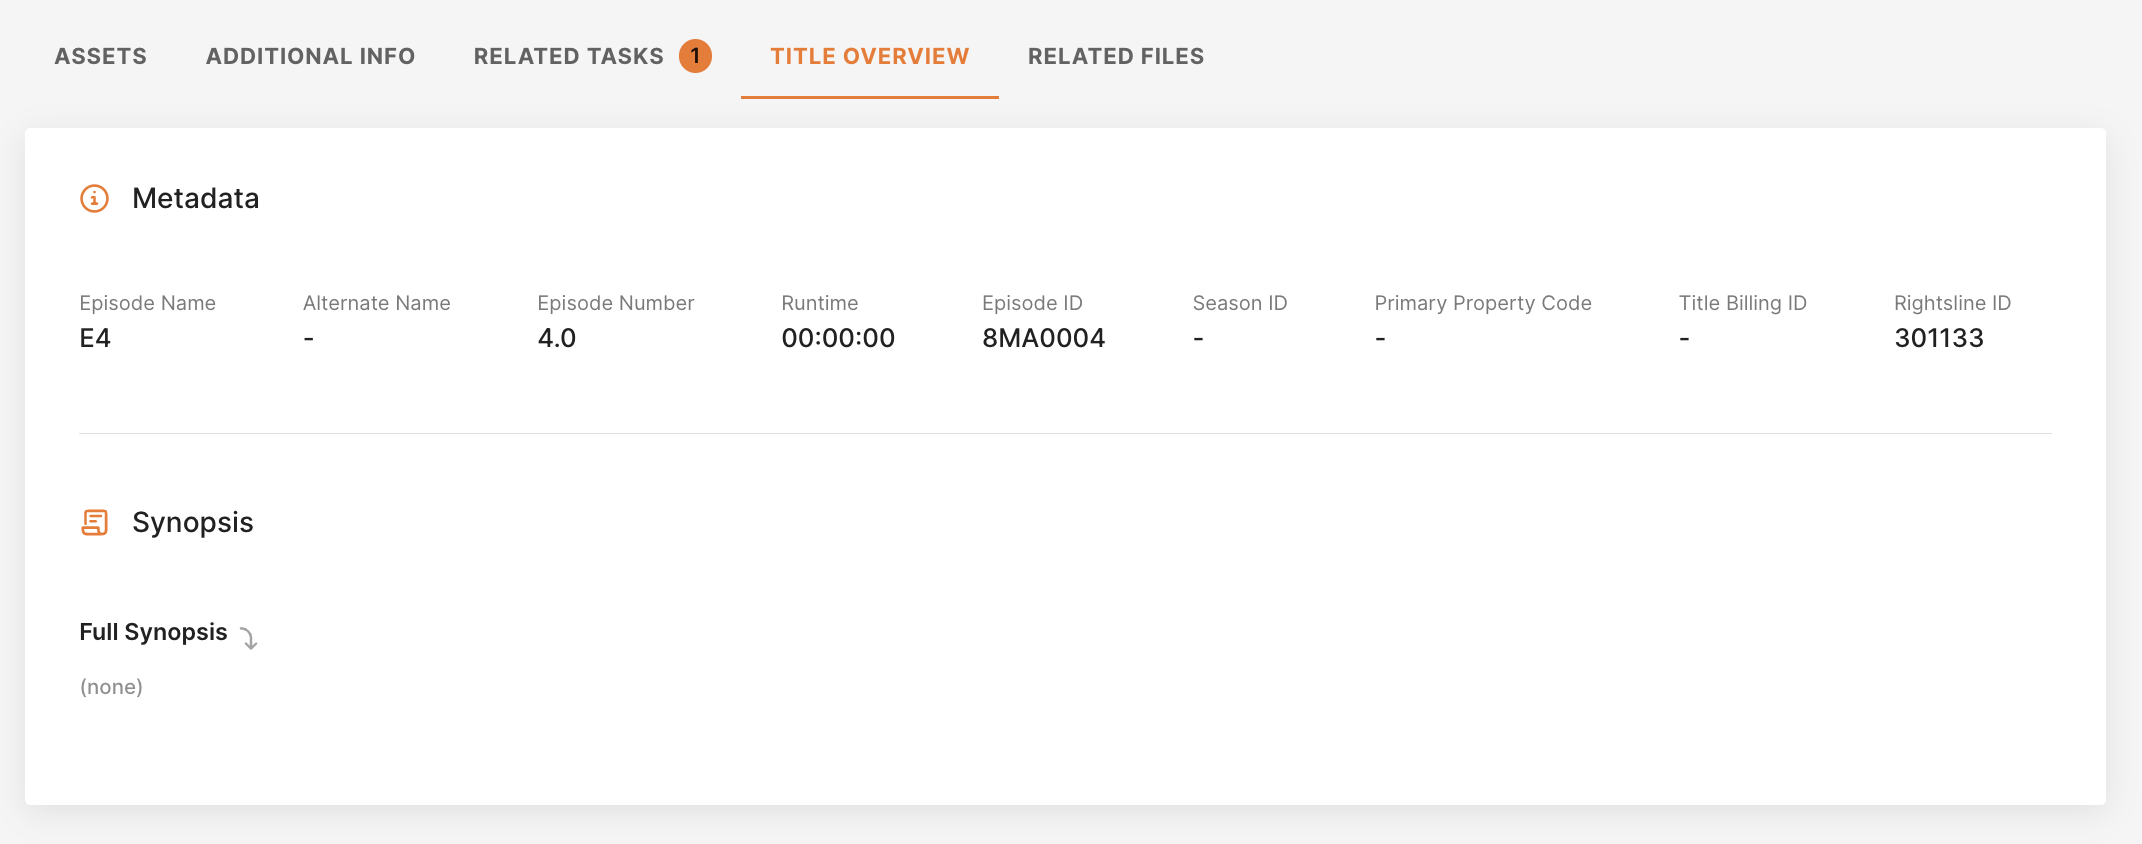 ASSETS ADDITIONAL INFO RELATED TASKS 1 TITLE OVERVIEW RELATED FILES
Metadata
Episode Name Alternate Name Episode Number Runtime Episode ID Season ID Primary Property Code Title Billing ID Rightsline ID
E4 - 4.0 00:00:00 8MA0004 - - - 301133
Synopsis
Full Synopsis
(none)